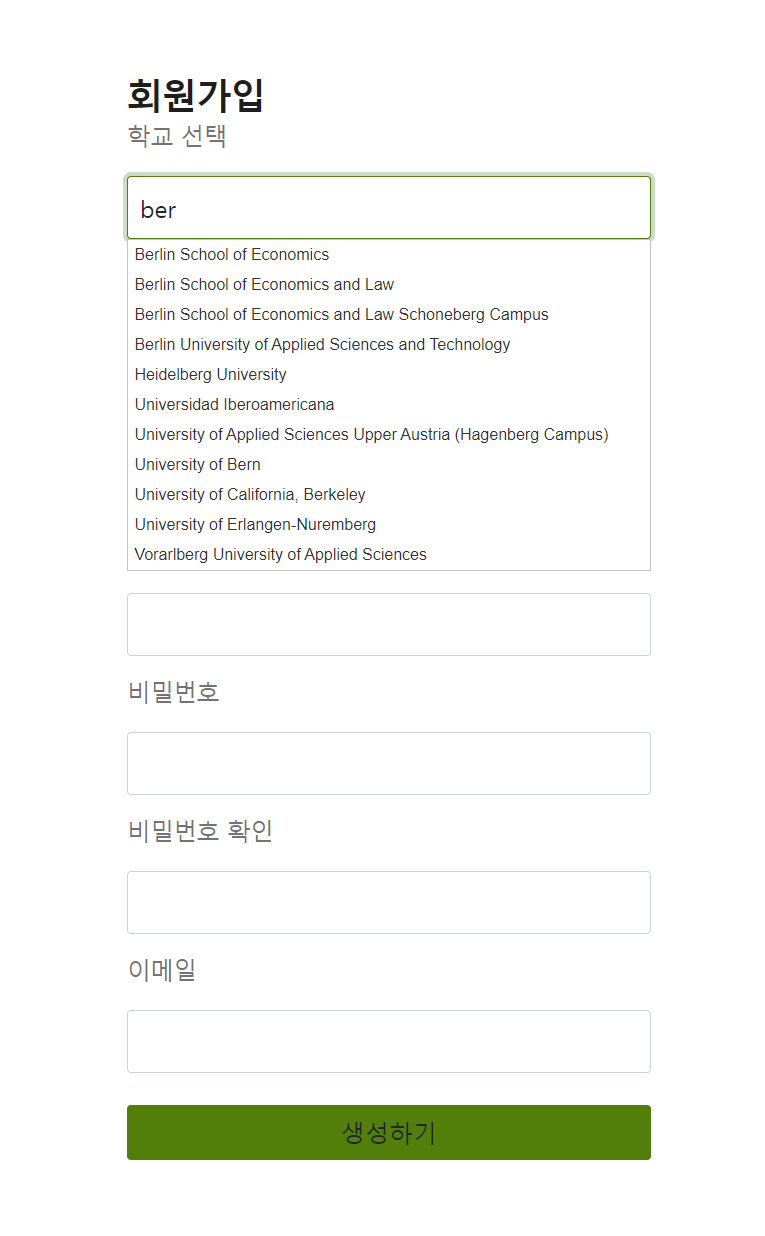 회원가입
학교 선택
ber
Berlin School of Economics
Berlin School of Economics and Law
Berlin School of Economics and Law Schoneberg Campus
Berlin University of Applied Sciences and Technology
Heidelberg University
Universidad Iberoamericana
University of Applied Sciences Upper Austria (Hagenberg Campus)
University of Bern
University of California, Berkeley
University of Erlangen-Nuremberg
Vorarlberg University of Applied Sciences
비밀번호
비밀번호 확인
이메일
생성하기